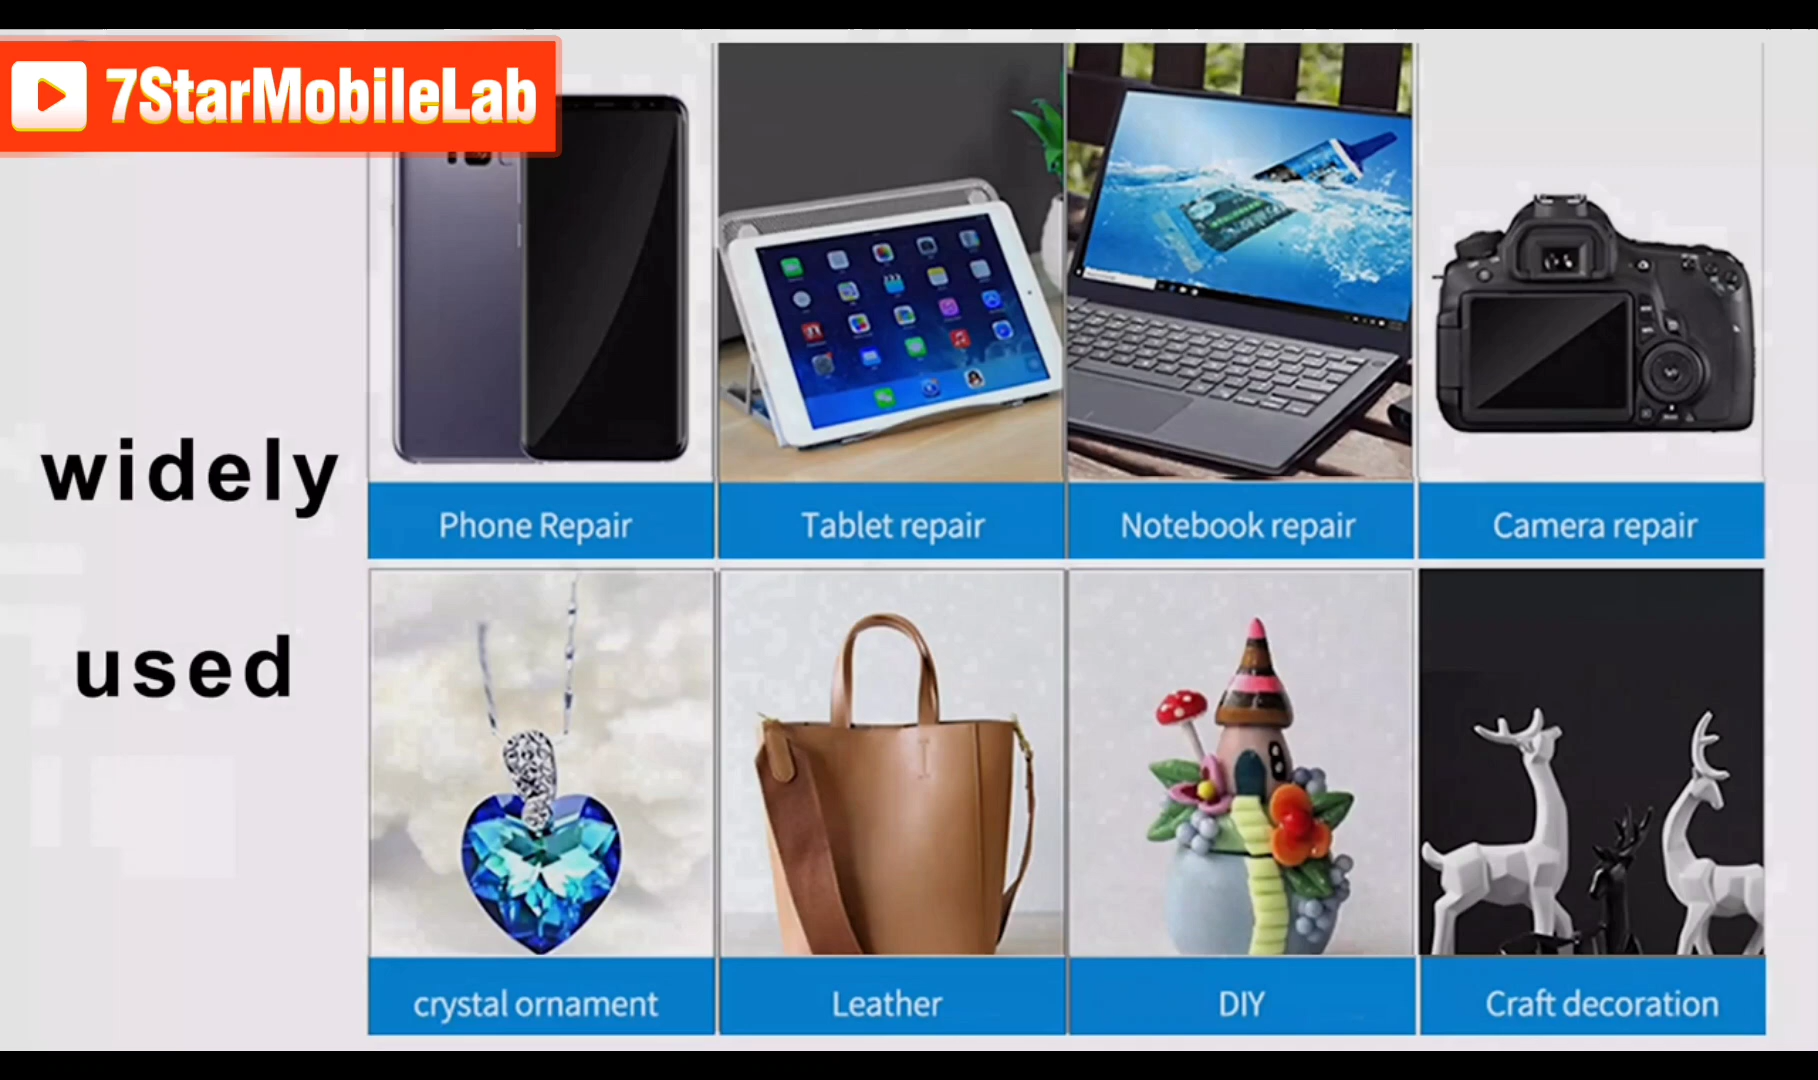 7StarMobileLab
widely
used
Phone Repair
Tablet repair
Notebook repair
Camera repair
crystal ornament
Leather
DIY
Craft decoration